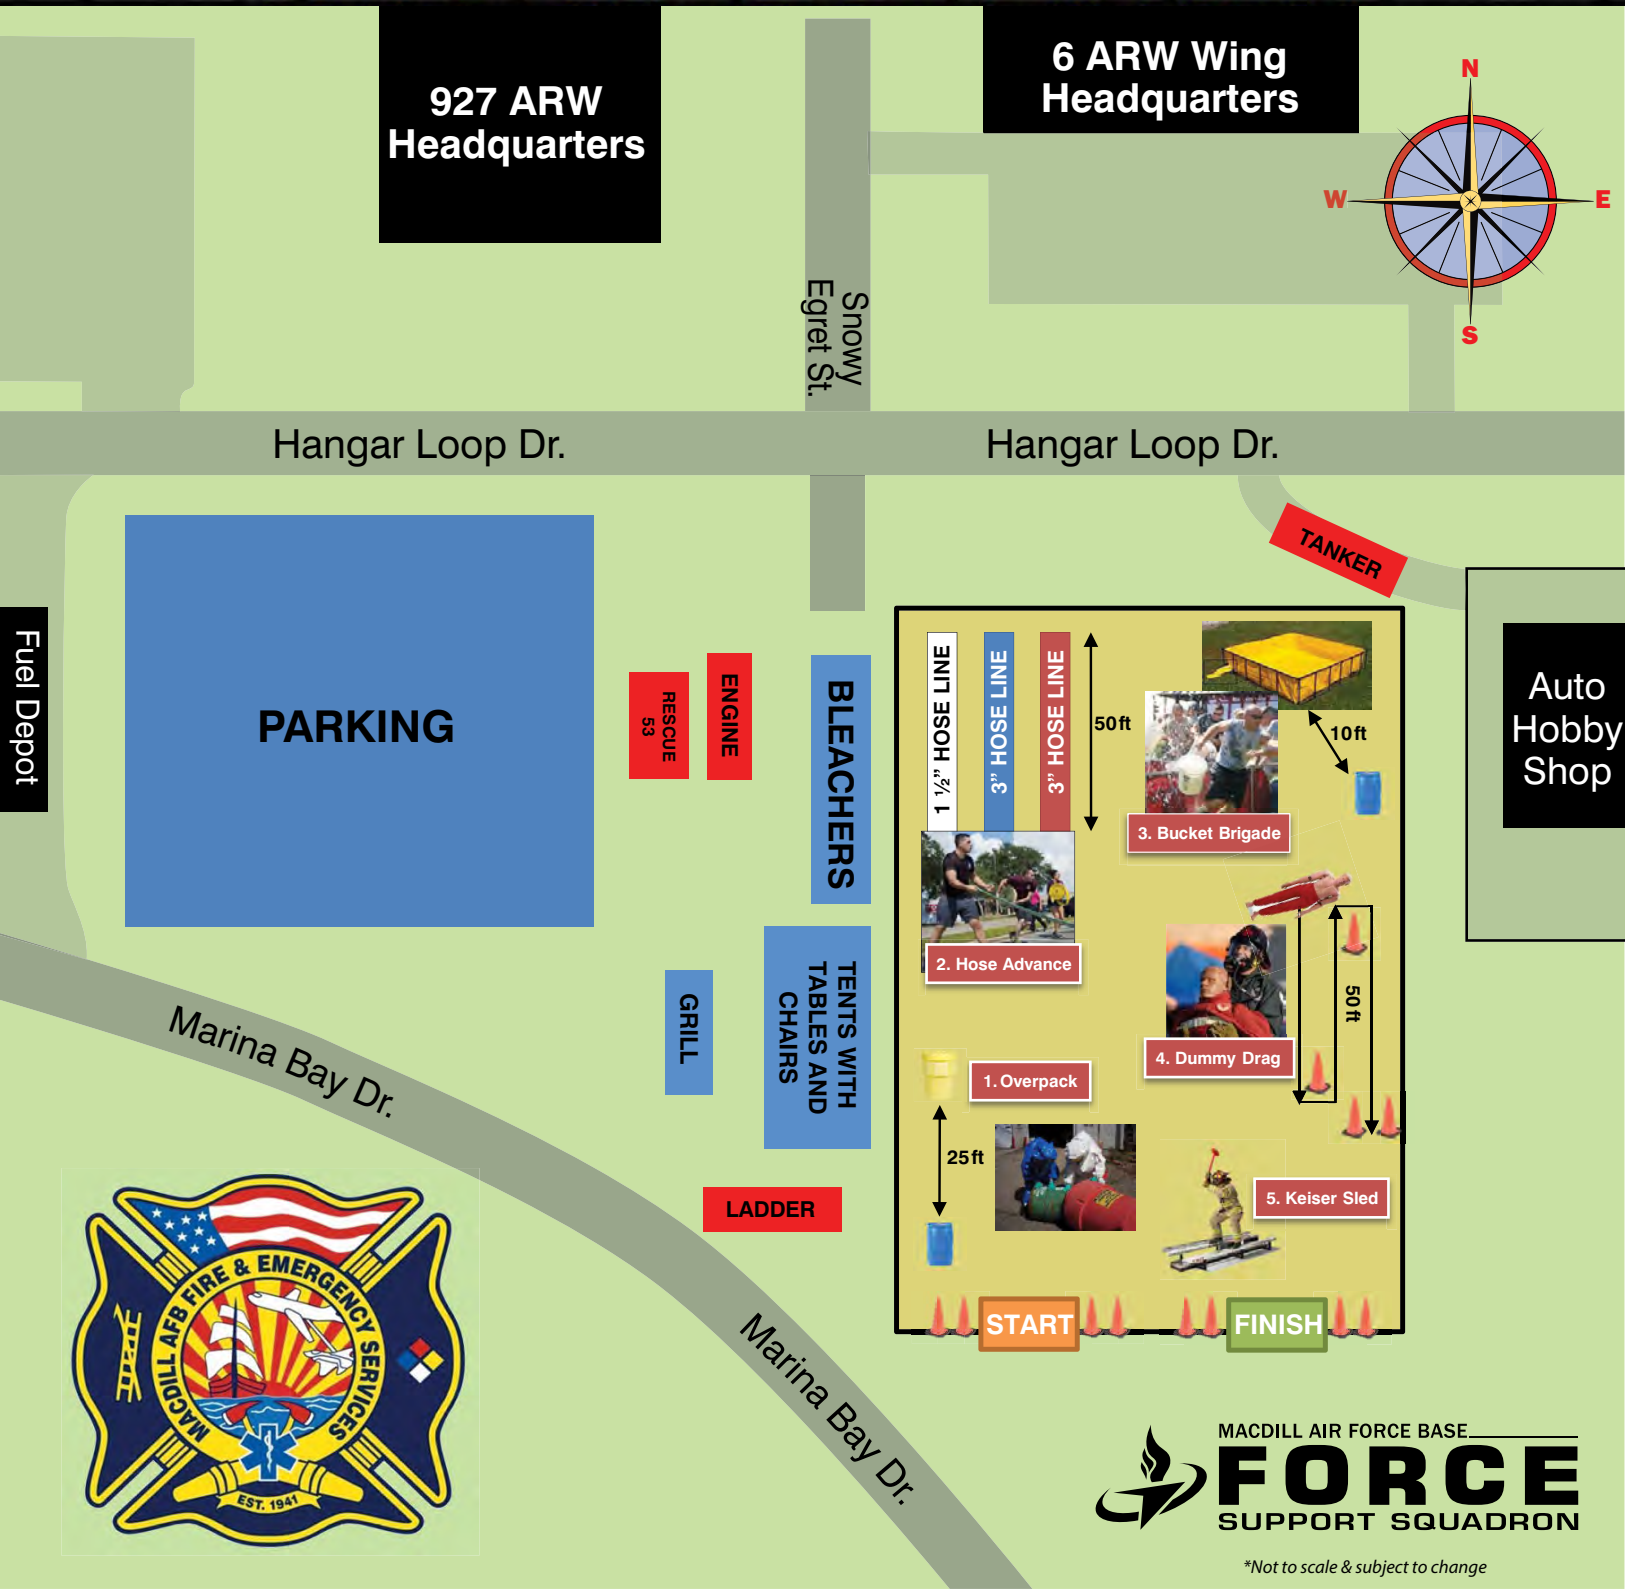 927 ARW
Headquarters
6 ARW Wing
Headquarters
N
W
E
S
Snowy
Egret St.
Hangar Loop Dr.
Hangar Loop Dr.
TANKER
Fuel Depot
PARKING
RESCUE
53
ENGINE
BLEACHERS
1 ½” HOSE LINE
3” HOSE LINE
3” HOSE LINE
50ft
10ft
Auto
Hobby
Shop
3. Bucket Brigade
2. Hose Advance
GRILL
TENTS WITH
TABLES AND
CHAIRS
50ft
4. Dummy Drag
1. Overpack
25ft
5. Keiser Sled
LADDER
Marina Bay Dr.
Marina Bay Dr.
START
FINISH
MACDILL AFB FIRE & EMERGENCY SERVICES
EST. 1941
MACDILL AIR FORCE BASE
FORCE
SUPPORT SQUADRON
*Not to scale & subject to change